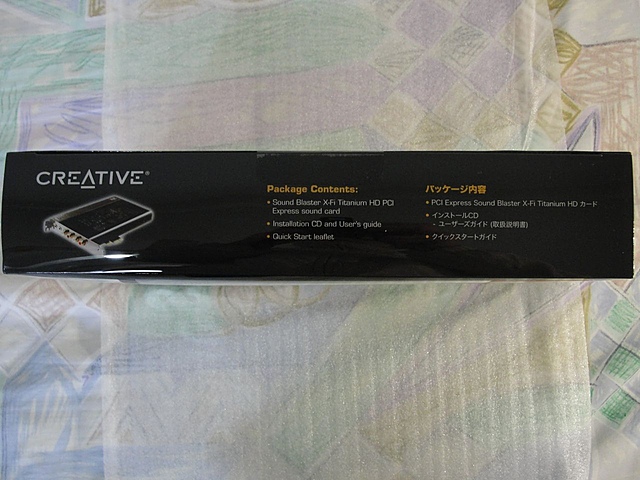 CREATIVE®
Package Contents:
• Sound Blaster X-Fi Titanium HD PCI
Express sound card
• Installation CD and User's guide
• Quick Start leaflet
パッケージ内容
• PCI Express Sound Blaster X-Fi Titanium HD カード
• インストールCD
- ユーザーズガイド (取扱説明書)
• クイックスタートガイド